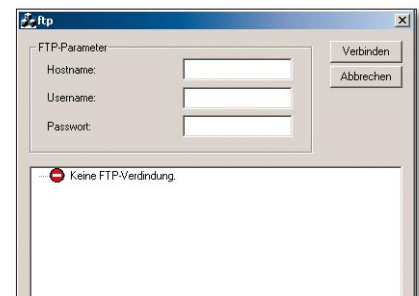 ftp
FTP-Parameter
Hostname:
Username:
Passwort:
Verbinden
Abbrechen
Keine FTP-Verdindung.